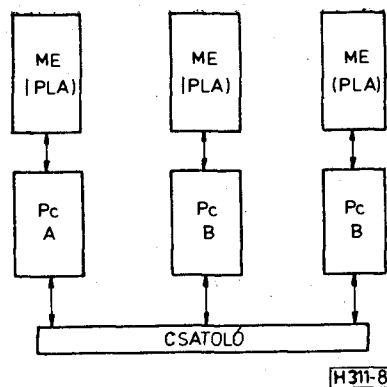 ME ME ME
(PLA) (PLA) (PLA)
Pc Pc Pc
A B B
CSATOLÓ
H311-8